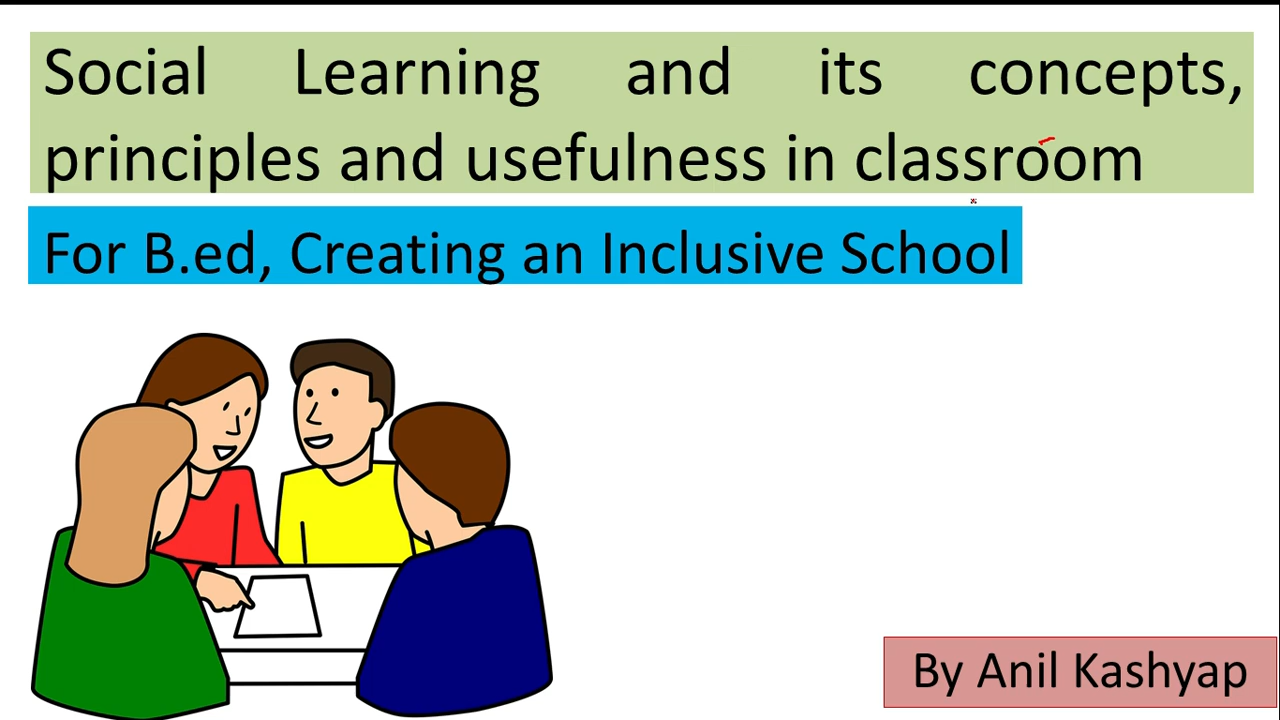 Social Learning and its concepts,
principles and usefulness in classroom
For B.ed, Creating an Inclusive School
By Anil Kashyap